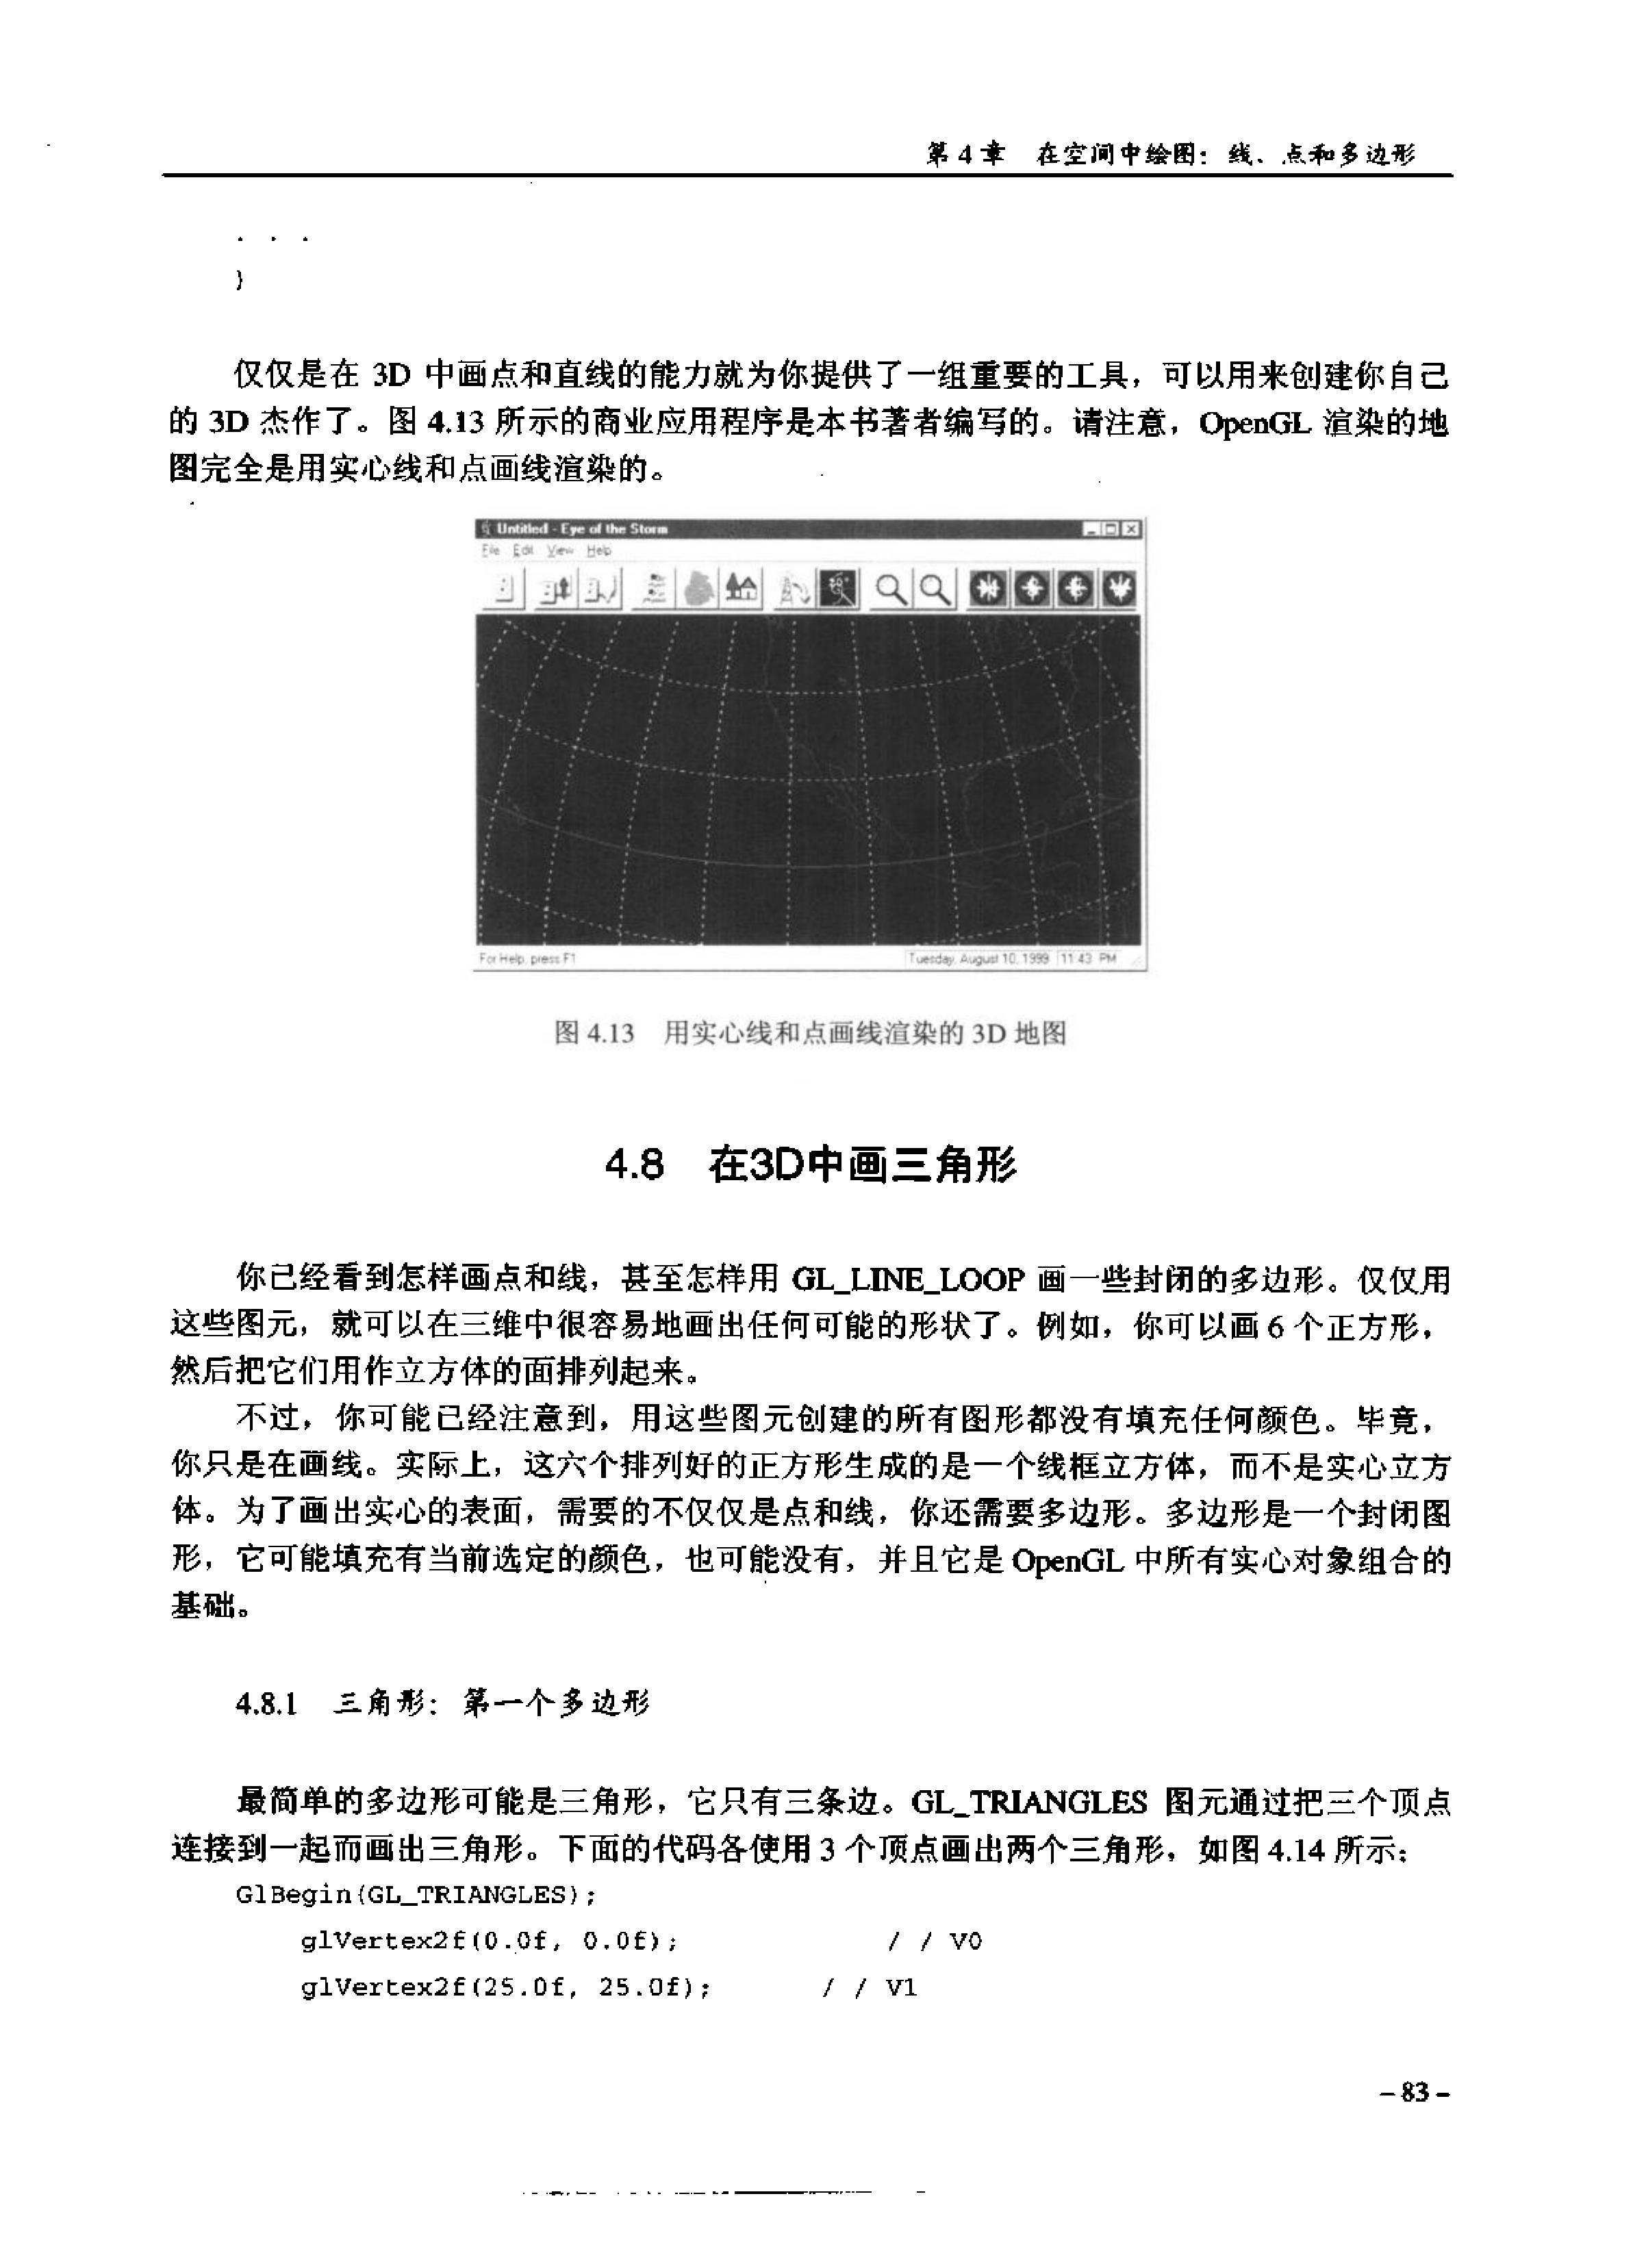 第 4 章　在空间中绘图：线、点和多边形
. . .
}
仅仅是在 3D 中画点和直线的能力就为你提供了一组重要的工具，可以用来创建你自己
的 3D 杰作了。图 4.13 所示的商业应用程序是本书著者编写的。请注意，OpenGL 渲染的地
图完全是用实心线和点画线渲染的。
Untitled - Eye of the Storm
File Edit View Help
For Help, press F1 Tuesday, August 10, 1999 11:43 PM
图 4.13　用实心线和点画线渲染的 3D 地图
4.8　在3D中画三角形
你已经看到怎样画点和线，甚至怎样用 GL_LINE_LOOP 画一些封闭的多边形。仅仅用
这些图元，就可以在三维中很容易地画出任何可能的形状了。例如，你可以画 6 个正方形，
然后把它们用作立方体的面排列起来。
不过，你可能已经注意到，用这些图元创建的所有图形都没有填充任何颜色。毕竟，
你只是在画线。实际上，这六个排列好的正方形生成的是一个线框立方体，而不是实心立方
体。为了画出实心的表面，需要的不仅仅是点和线，你还需要多边形。多边形是一个封闭图
形，它可能填充有当前选定的颜色，也可能没有，并且它是 OpenGL 中所有实心对象组合的
基础。
4.8.1　三角形：第一个多边形
最简单的多边形可能是三角形，它只有三条边。GL_TRIANGLES 图元通过把三个顶点
连接到一起而画出三角形。下面的代码各使用 3 个顶点画出两个三角形，如图 4.14 所示：
GlBegin(GL_TRIANGLES);
glVertex2f(0.0f, 0.0f); / / V0
glVertex2f(25.0f, 25.0f); / / V1
－83－